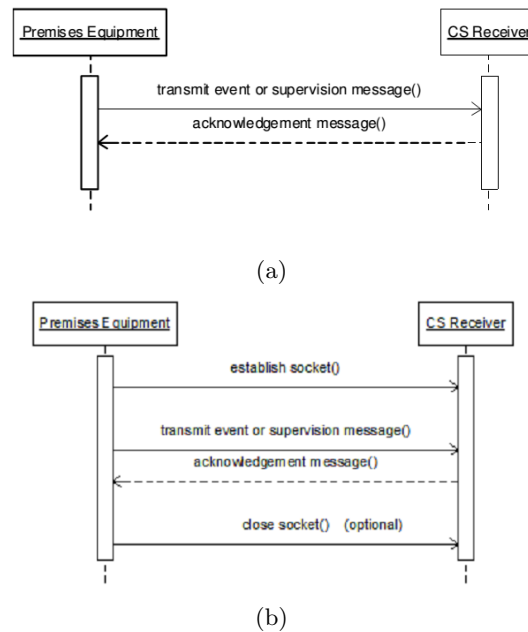 Premises Equipment
CS Receiver
transmit event or supervision message()
acknowledgement message()
(a)
Premises Equipment
CS Receiver
establish socket()
transmit event or supervision message()
acknowledgement message()
close socket() (optional)
(b)